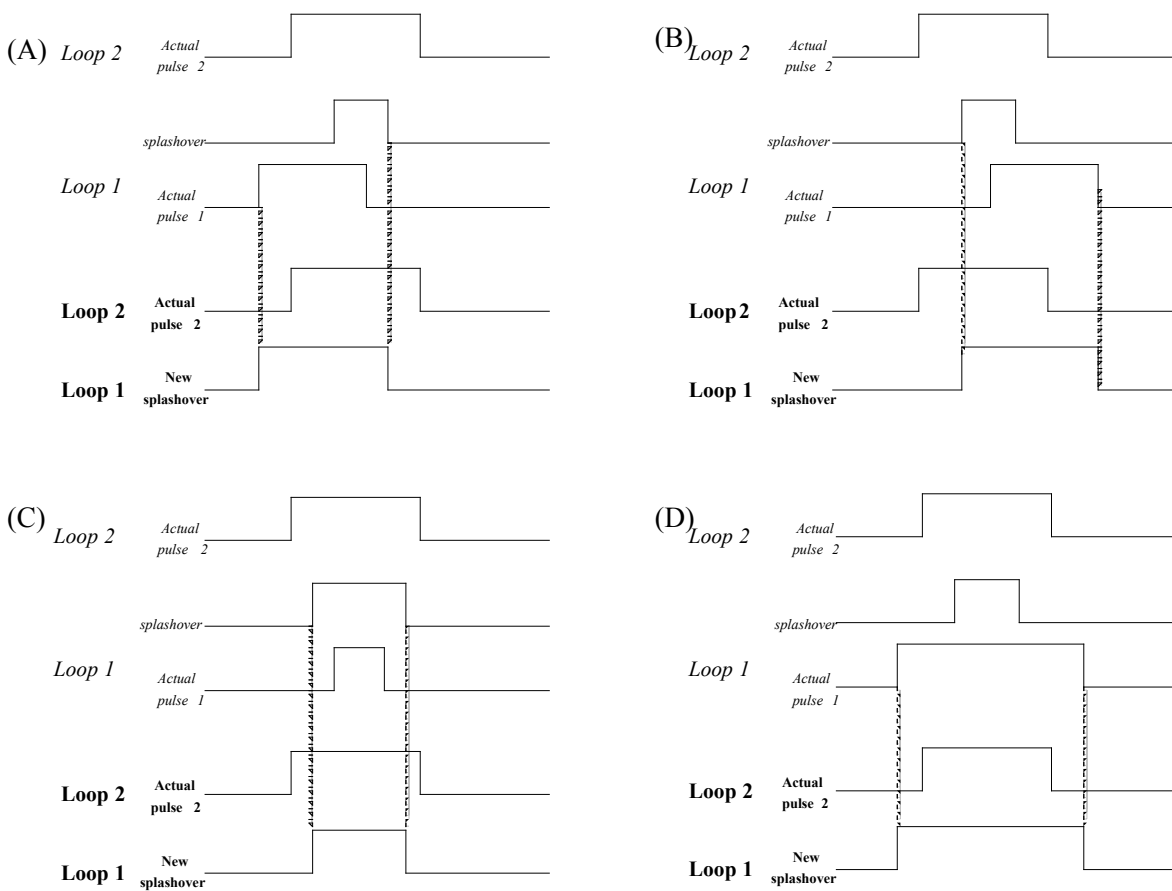 (A)
Loop 2
Actual
pulse 2
splashover
Loop 1
Actual
pulse 1
Loop 2
Actual
pulse 2
Loop 1
New
splashover
(B)
Loop 2
Actual
pulse 2
splashover
Loop 1
Actual
pulse 1
Loop2
Actual
pulse 2
Loop 1
New
splashover
(C)
Loop 2
Actual
pulse 2
splashover
Loop 1
Actual
pulse 1
Loop 2
Actual
pulse 2
Loop 1
New
splashover
(D)
Loop 2
Actual
pulse 2
splashover
Loop 1
Actual
pulse 1
Loop 2
Actual
pulse 2
Loop 1
New
splashover